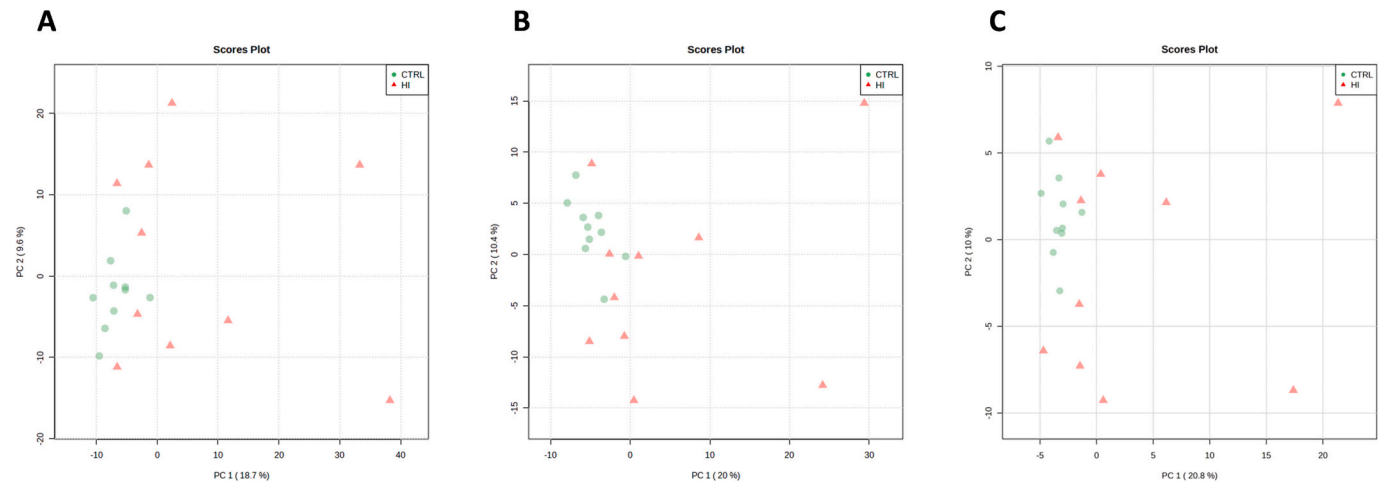 A
Scores Plot
CTRL
HI
20
10
0
-10
-20
PC 2 ( 9.6 %)
-10 0 10 20 30 40
PC 1 ( 18.7 %)
B
Scores Plot
CTRL
HI
15
10
5
0
-5
-10
-15
PC 2 ( 10.4 %)
-10 0 10 20 30
PC 1 ( 20 %)
C
Scores Plot
CTRL
HI
10
5
0
-5
-10
PC 2 ( 10 %)
-5 0 5 10 15 20
PC 1 ( 20.8 %)